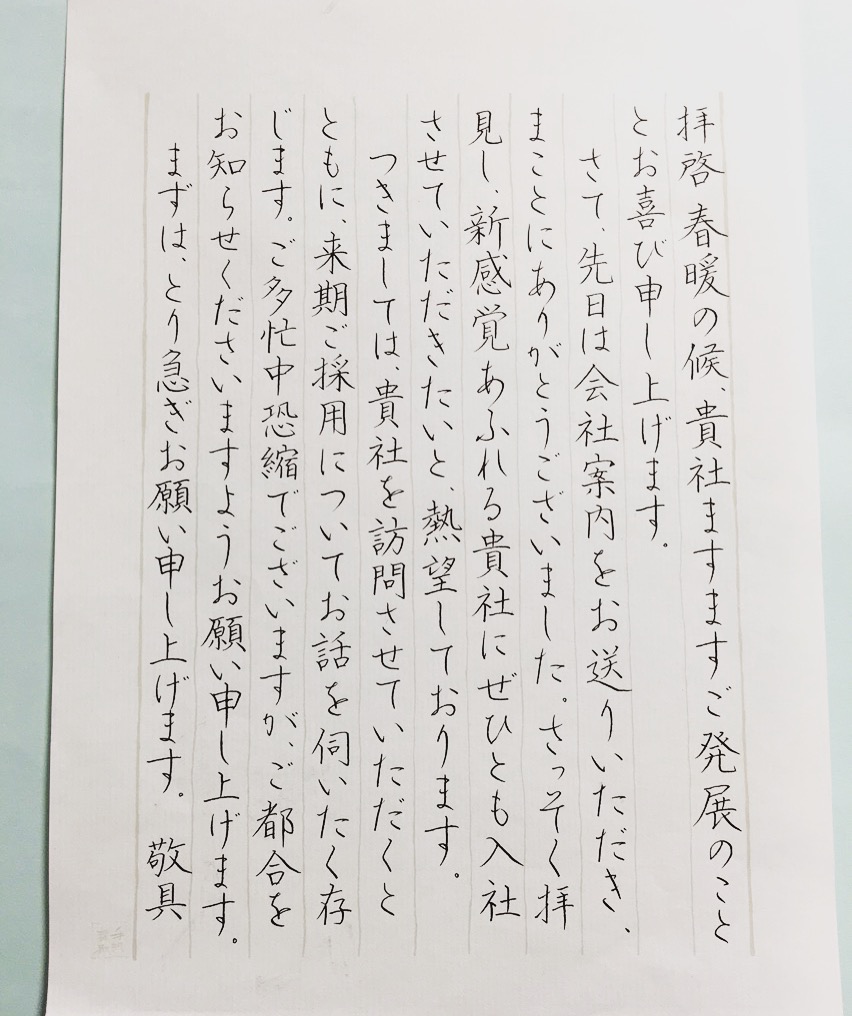 拝啓 春暖の候、貴社ますますご発展のこと
とお喜び申し上げます。
さて、先日は会社案内をお送りいただき、
まことにありがとうございました。さっそく拝
見し、新感覚あふれる貴社にぜひとも入社
させていただきたいと、熱望しております。
つきましては、貴社を訪問させていただくと
ともに、来期ご採用についてお話を伺いたく存
じます。ご多忙中恐縮でございますが、ご都合を
お知らせくださいますようお願い申し上げます。
まずは、とり急ぎお願い申し上げます。 敬具